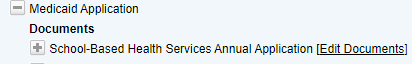 Medicaid Application
Documents
School-Based Health Services Annual Application [Edit Documents]